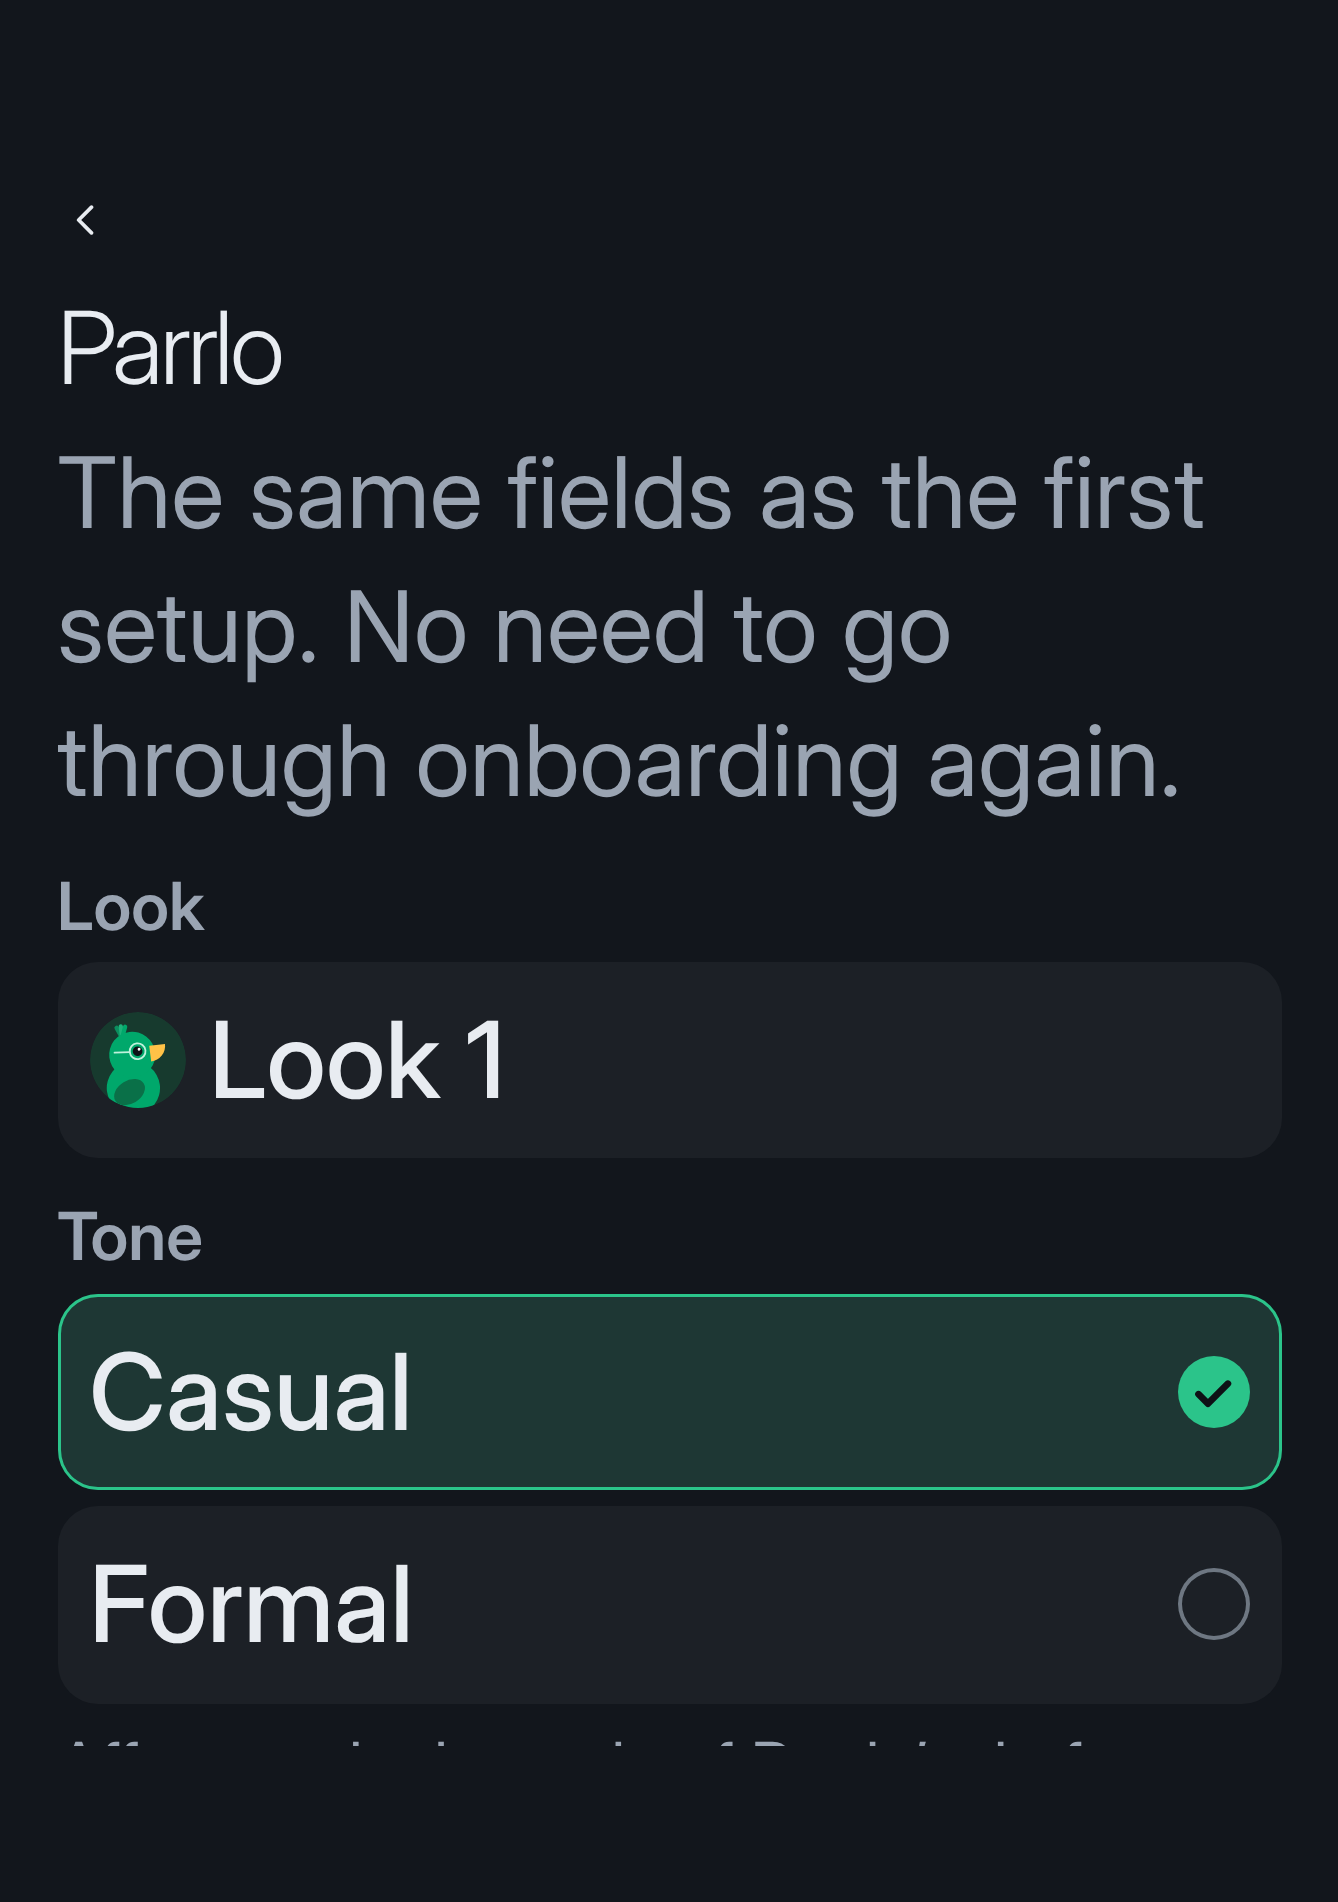 Parrlo
The same fields as the first
setup. No need to go
through onboarding again.
Look
Look 1
Tone
Casual
Formal